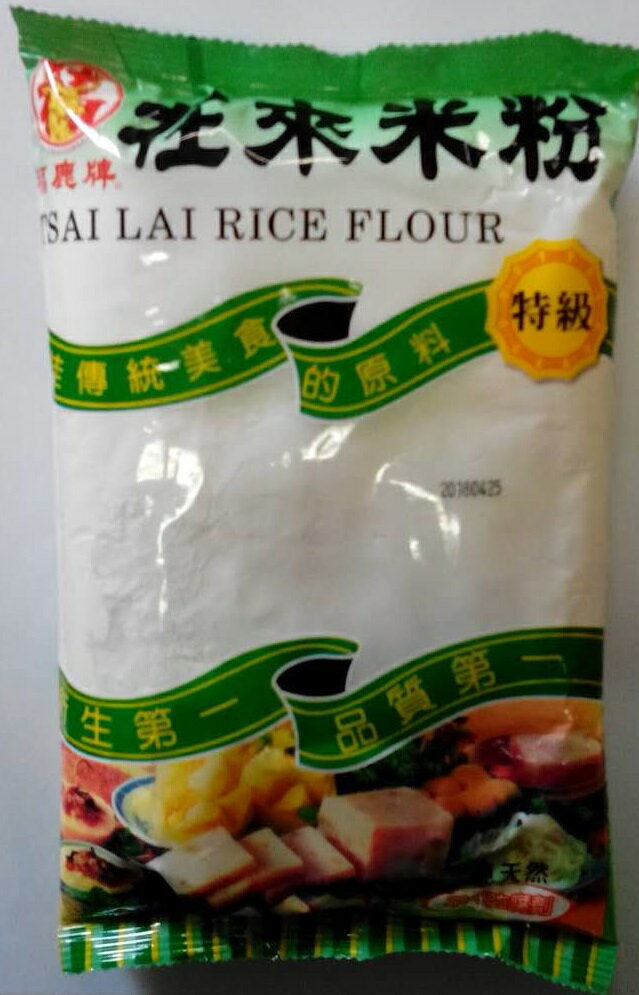 在來米粉
鹿牌
TSAI LAI RICE FLOUR
特級
傳統美食的原料
20180425
生第一 品質第一
天然